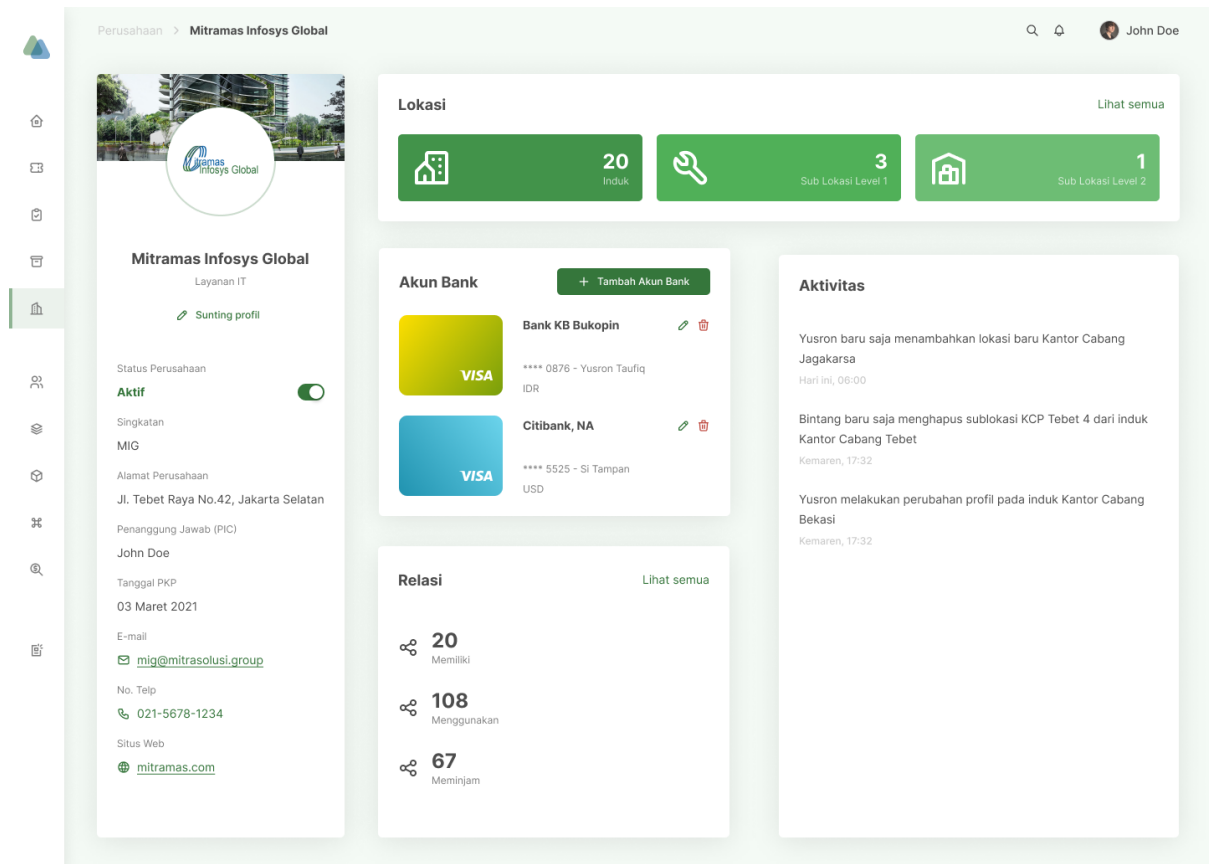 Perusahaan > Mitramas Infosys Global
John Doe
Mitramas
Infosys Global
Mitramas Infosys Global
Layanan IT
Sunting profil
Status Perusahaan
Aktif
Singkatan
MIG
Alamat Perusahaan
Jl. Tebet Raya No.42, Jakarta Selatan
Penanggung Jawab (PIC)
John Doe
Tanggal PKP
03 Maret 2021
E-mail
mig@mitrasolusi.group
No. Telp
021-5678-1234
Situs Web
mitramas.com
Lokasi
Lihat semua
20
Induk
3
Sub Lokasi Level 1
1
Sub Lokasi Level 2
Akun Bank
+ Tambah Akun Bank
VISA
Bank KB Bukopin
**** 0876 - Yusron Taufiq
IDR
VISA
Citibank, NA
**** 5525 - Si Tampan
USD
Relasi
Lihat semua
20
Memiliki
108
Menggunakan
67
Meminjam
Aktivitas
Yusron baru saja menambahkan lokasi baru Kantor Cabang
Jagakarsa
Hari ini, 06:00
Bintang baru saja menghapus sublokasi KCP Tebet 4 dari induk
Kantor Cabang Tebet
Kemaren, 17:32
Yusron melakukan perubahan profil pada induk Kantor Cabang
Bekasi
Kemaren, 17:32